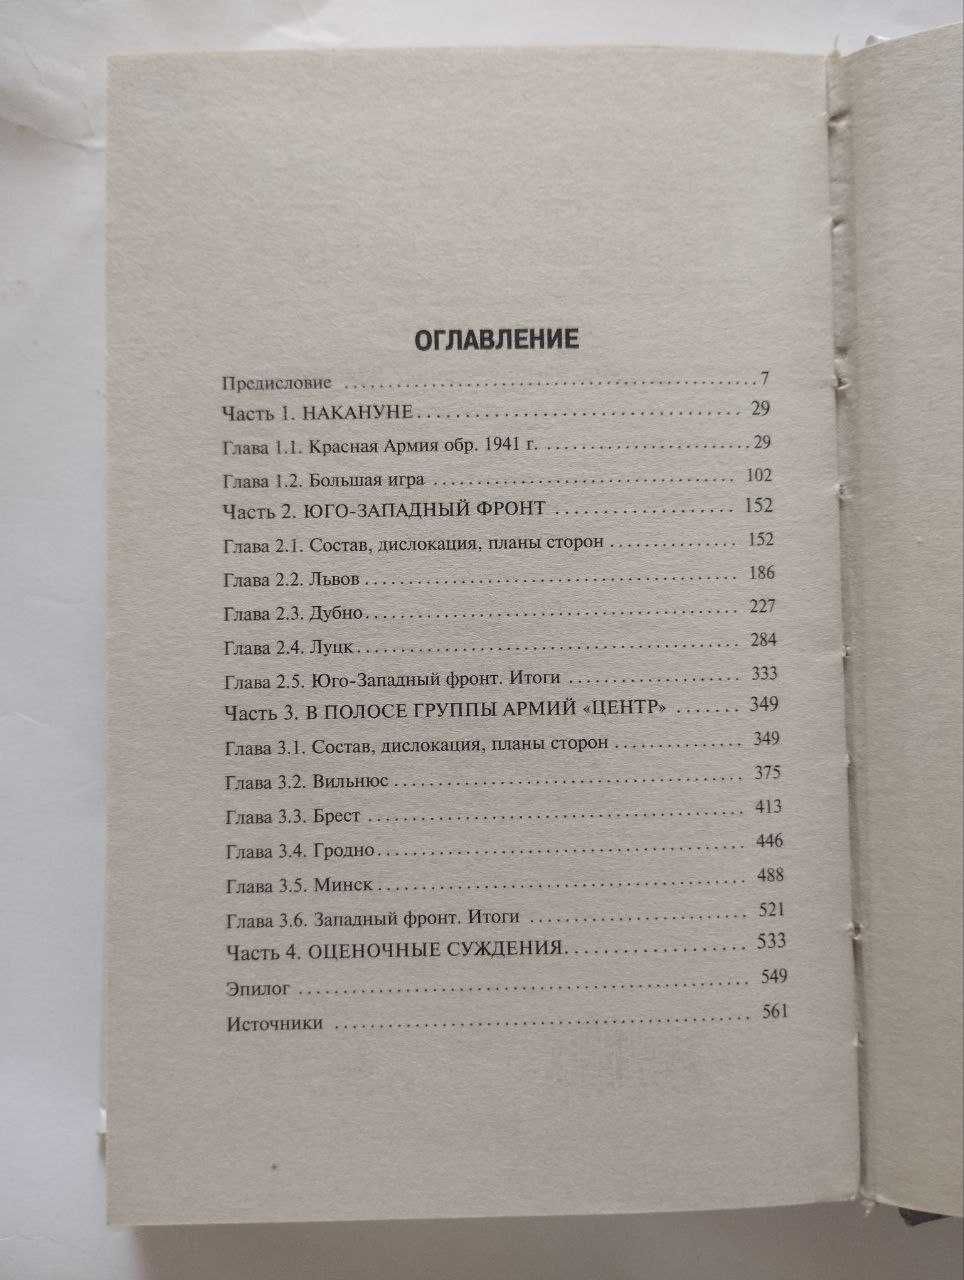 ОГЛАВЛЕНИЕ
Предисловие ........................................ 7
Часть 1. НАКАНУНЕ ................................ 29
Глава 1.1. Красная Армия обр. 1941 г. ..................... 29
Глава 1.2. Большая игра ............................... 102
Часть 2. ЮГО-ЗАПАДНЫЙ ФРОНТ ................... 152
Глава 2.1. Состав, дислокация, планы сторон ............. 152
Глава 2.2. Львов ..................................... 186
Глава 2.3. Дубно ..................................... 227
Глава 2.4. Луцк ...................................... 284
Глава 2.5. Юго-Западный фронт. Итоги .................. 333
Часть 3. В ПОЛОСЕ ГРУППЫ АРМИЙ «ЦЕНТР» ....... 349
Глава 3.1. Состав, дислокация, планы сторон ............. 349
Глава 3.2. Вильнюс ................................... 375
Глава 3.3. Брест ...................................... 413
Глава 3.4. Гродно ..................................... 446
Глава 3.5. Минск ..................................... 488
Глава 3.6. Западный фронт. Итоги ...................... 521
Часть 4. ОЦЕНОЧНЫЕ СУЖДЕНИЯ ................... 533
Эпилог ............................................. 549
Источники .......................................... 561